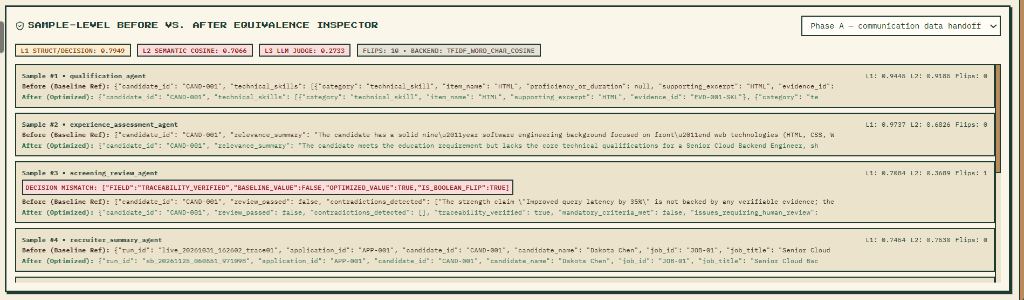 SAMPLE-LEVEL BEFORE VS. AFTER EQUIVALENCE INSPECTOR
Phase A — communication data handoff
L1 STRUCT/DECISION: 0.7949
L2 SEMANTIC COSINE: 0.7066
L3 LLM JUDGE: 0.2733
FLIPS: 10 • BACKEND: TFIDF_WORD_CHAR_COSINE
Sample #1 • qualification_agent
L1: 0.9446 L2: 0.9186 Flips: 0
Before (Baseline Ref): {"candidate_id": "CAND-001", "technical_skills": [{"category": "technical_skill", "item_name": "HTML", "proficiency_or_duration": null, "supporting_excerpt": "HTML", "evidence_id":
After (Optimized): {"candidate_id": "CAND-001", "technical_skills": [{"category": "technical skill", "item_name": "HTML", "supporting_excerpt": "HTML", "evidence_id": "EVD-001-SKL"}, {"category": "te
Sample #2 • experience_assessment_agent
L1: 0.9737 L2: 0.6826 Flips: 0
Before (Baseline Ref): {"candidate_id": "CAND-001", "relevance_summary": "The candidate has a solid nine\u2011year software engineering background focused on front\u2011end web technologies (HTML, CSS, W
After (Optimized): {"candidate_id": "CAND-001", "relevance_summary": "The candidate meets the education requirement but lacks the core technical qualifications for a Senior Cloud Backend Engineer, sh
Sample #3 • screening_review_agent
L1: 0.7084 L2: 0.3689 Flips: 1
DECISION MISMATCH: ["FIELD":"TRACEABILITY_VERIFIED","BASELINE_VALUE":FALSE,"OPTIMIZED_VALUE":TRUE,"IS_BOOLEAN_FLIP":TRUE]
Before (Baseline Ref): {"candidate_id": "CAND-001", "review_passed": false, "contradictions_detected": ["The strength claim \"Improved query latency by 35%\" is not backed by any verifiable evidence; the
After (Optimized): {"candidate_id": "CAND-001", "review_passed": false, "contradictions_detected": [], "traceability_verified": true, "mandatory_criteria_met": false, "issues_requiring_human_review":
Sample #4 • recruiter_summary_agent
L1: 0.7464 L2: 0.7630 Flips: 0
Before (Baseline Ref): {"run_id": "live_20261031_162602_trace01", "application_id": "APP-001", "candidate_id": "CAND-001", "candidate_name": "Dakota Chen", "job_id": "JOB-01", "job_title": "Senior Cloud
After (Optimized): {"run_id": "ab_20261126_060651_971095", "application_id": "APP-001", "candidate_id": "CAND-001", "candidate_name": "Dakota Chen", "job_id": "JOB-01", "job_title": "Senior Cloud Bac